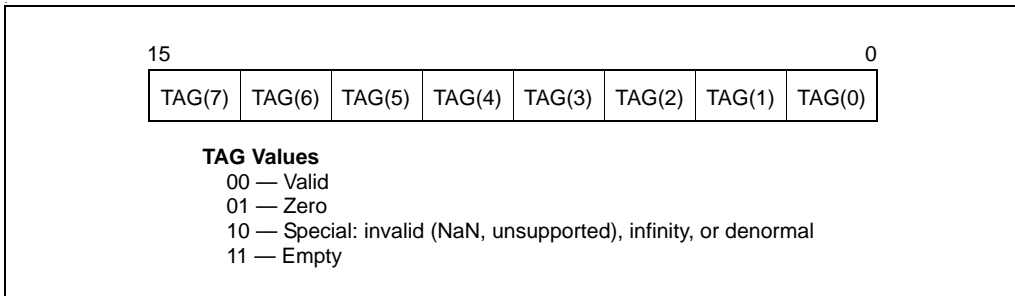 15 0
TAG(7) TAG(6) TAG(5) TAG(4) TAG(3) TAG(2) TAG(1) TAG(0)
TAG Values
00 — Valid
01 — Zero
10 — Special: invalid (NaN, unsupported), infinity, or denormal
11 — Empty